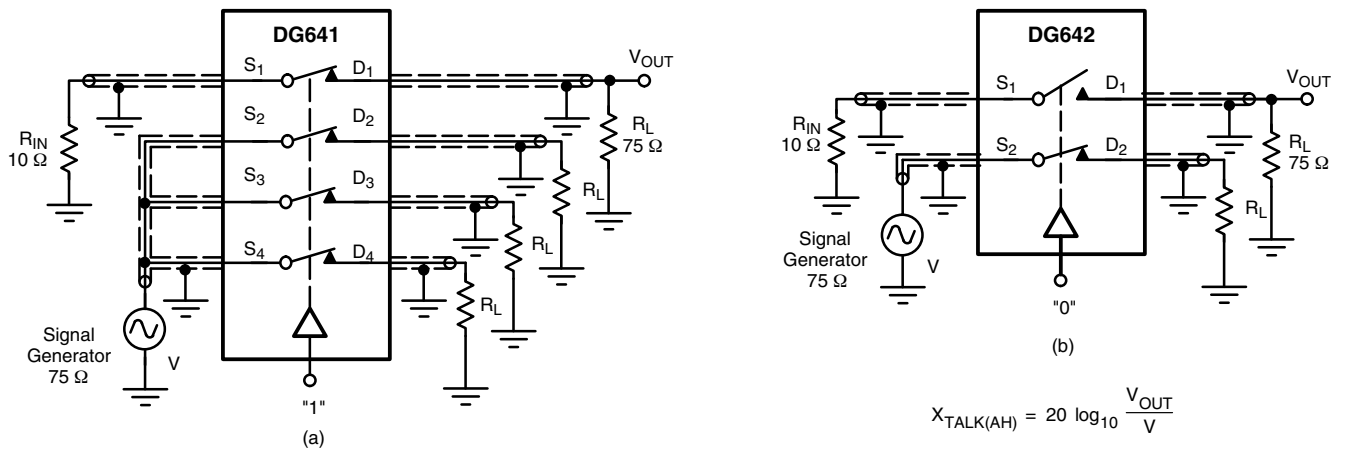 DG641
S1 D1
VOUT
S2 D2
RIN
10 Ω
RL
75 Ω
S3 D3
RL
S4 D4
RL
RL
Signal
Generator
75 Ω
V
"1"
(a)
DG642
S1 D1
VOUT
RIN
10 Ω
S2 D2
RL
75 Ω
RL
Signal
Generator
75 Ω
V
"0"
(b)
XTALK(AH) = 20 log10 VOUT
V